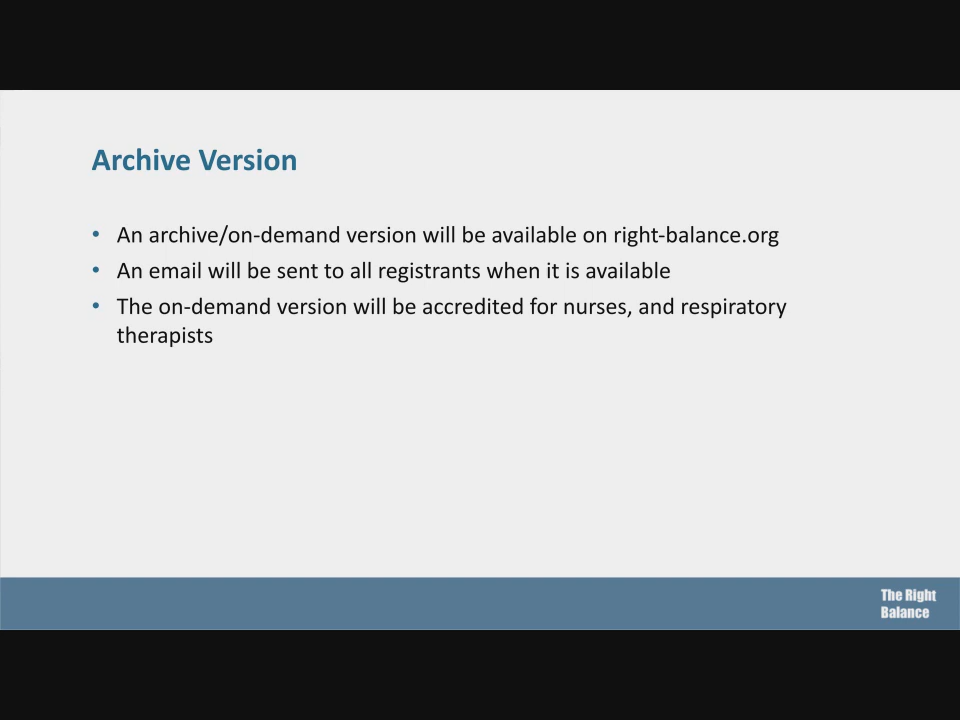 Archive Version
• An archive/on-demand version will be available on right-balance.org
• An email will be sent to all registrants when it is available
• The on-demand version will be accredited for nurses, and respiratory
therapists
The Right
Balance